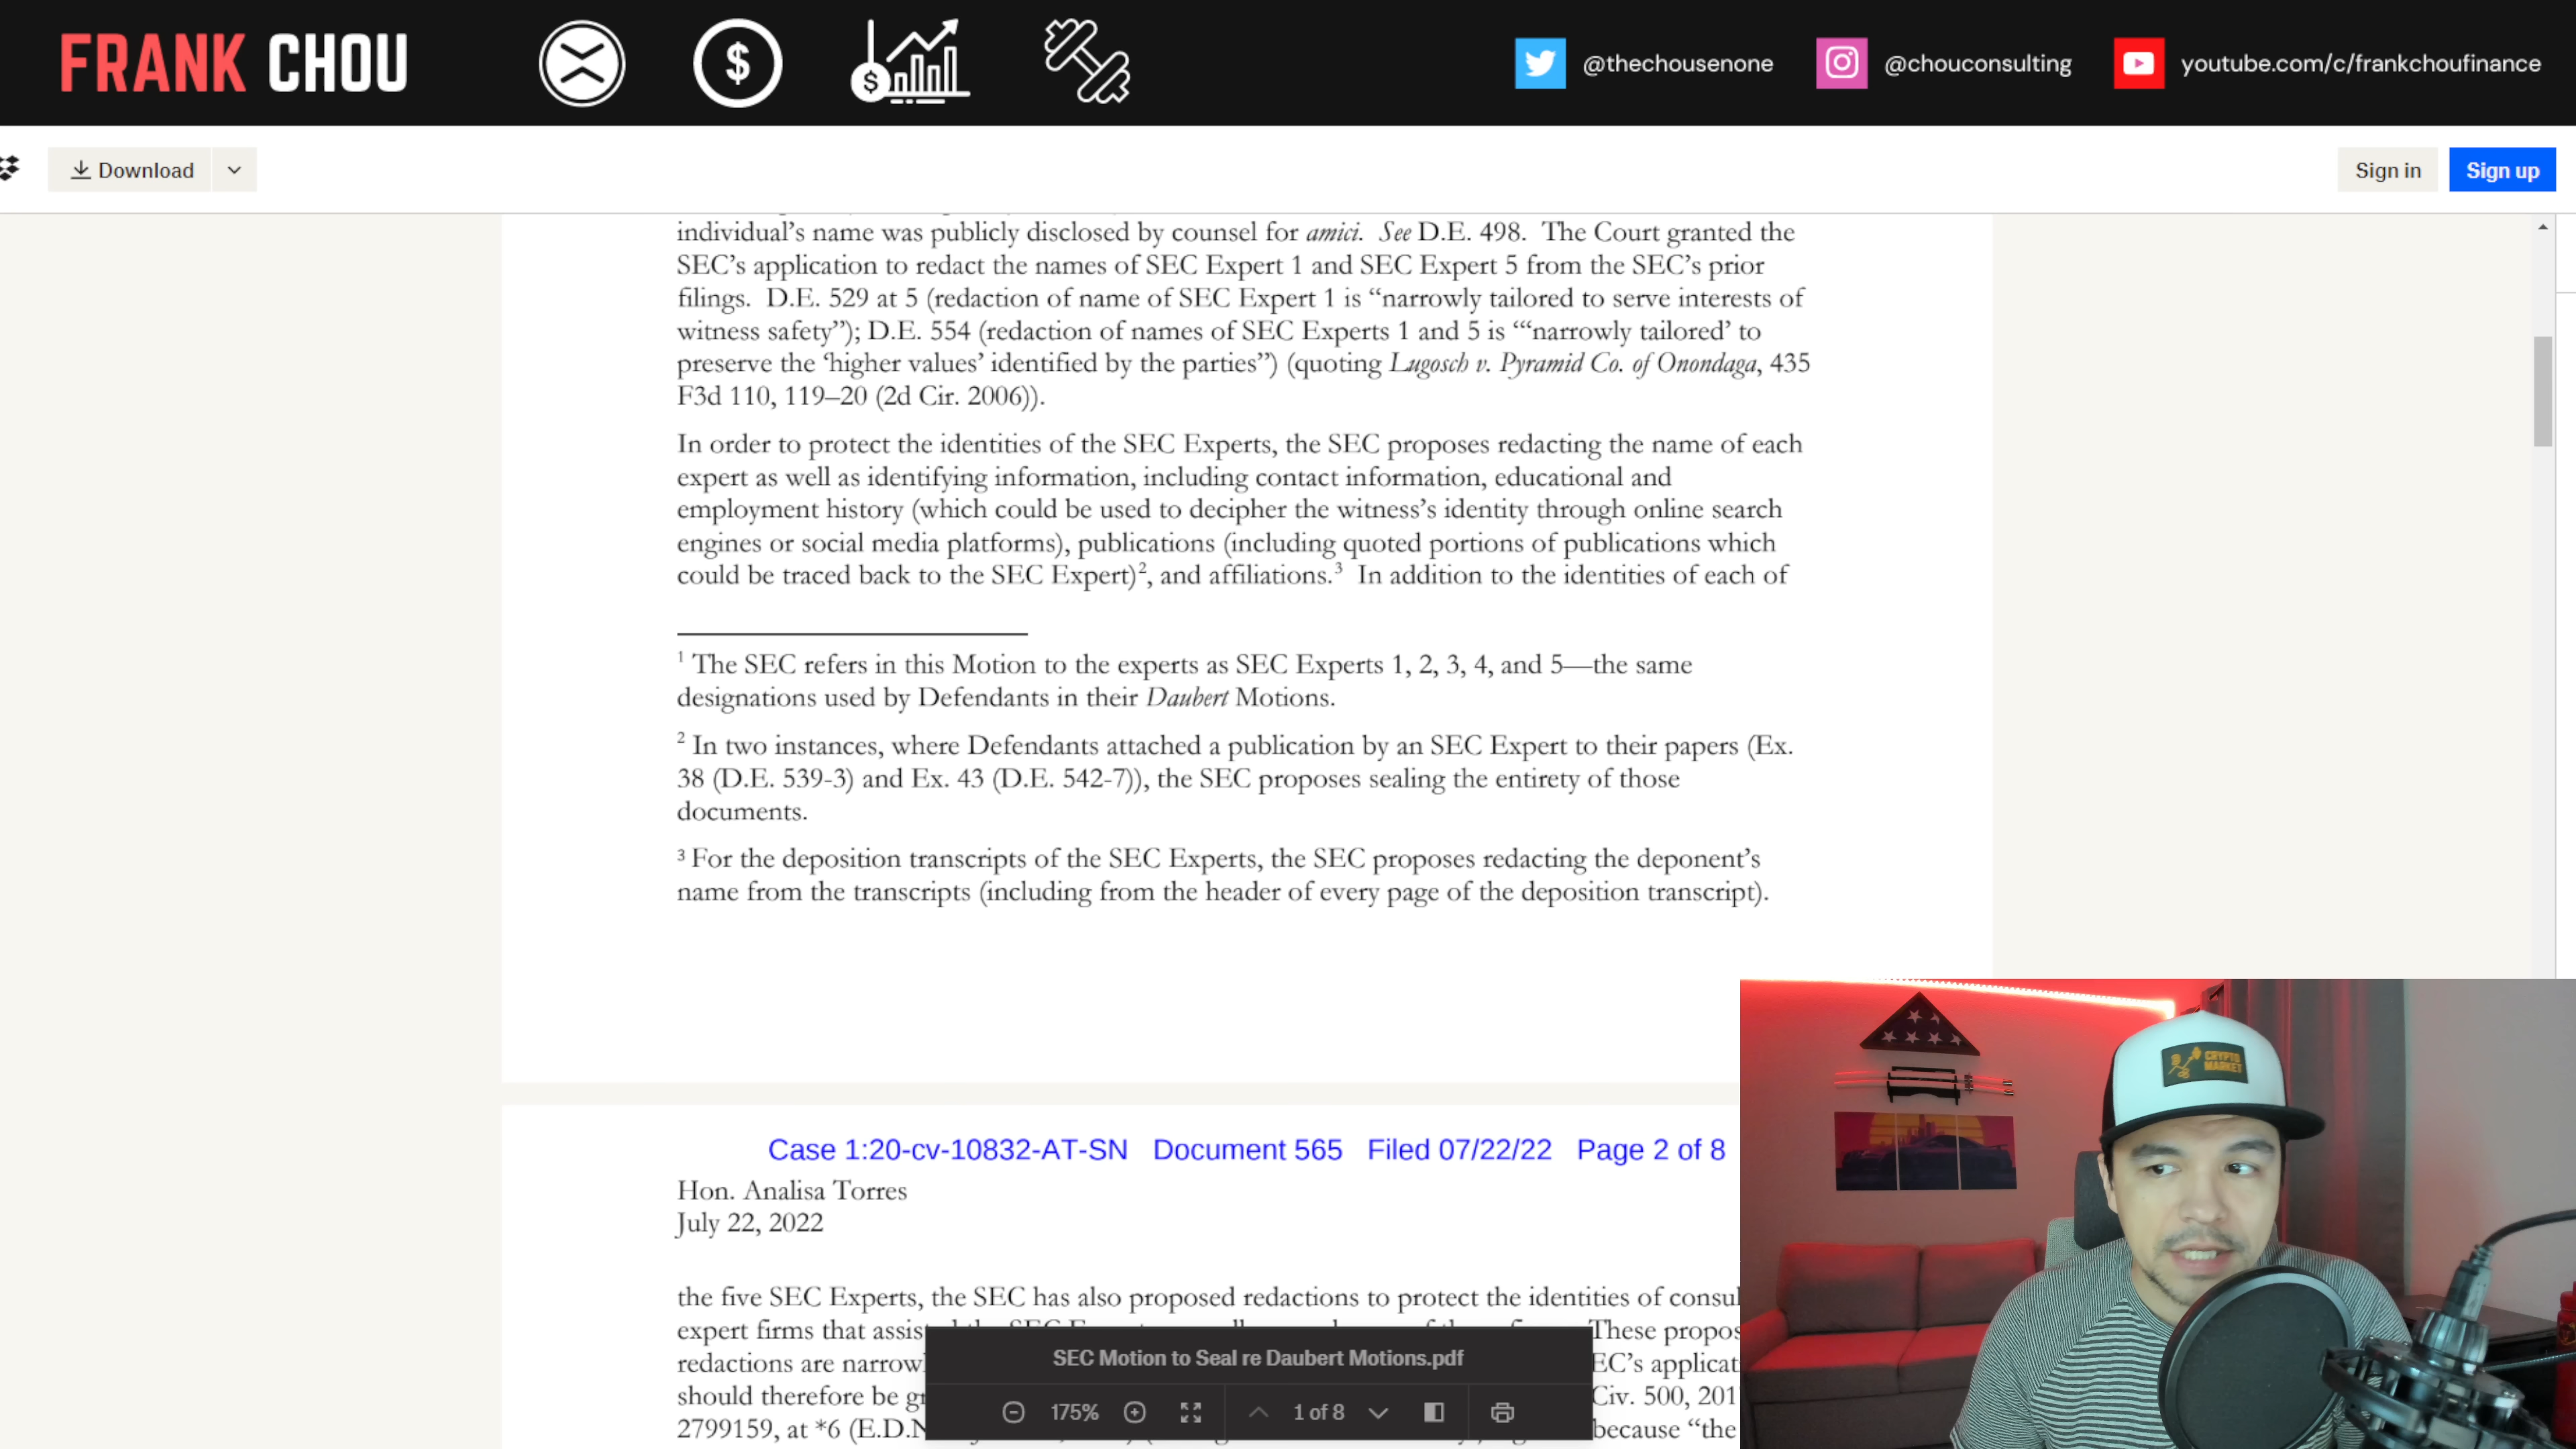 FRANK CHOU
@thechousenone
@chouconsulting
youtube.com/c/frankchoufinance
Download
Sign in
Sign up
individual's name was publicly disclosed by counsel for amici. See D.E. 498. The Court granted the
SEC's application to redact the names of SEC Expert 1 and SEC Expert 5 from the SEC's prior
filings. D.E. 529 at 5 (redaction of name of SEC Expert 1 is “narrowly tailored to serve interests of
witness safety”); D.E. 554 (redaction of names of SEC Experts 1 and 5 is “‘narrowly tailored’ to
preserve the ‘higher values’ identified by the parties”) (quoting Lugosch v. Pyramid Co. of Onondaga, 435
F3d 110, 119–20 (2d Cir. 2006)).
In order to protect the identities of the SEC Experts, the SEC proposes redacting the name of each
expert as well as identifying information, including contact information, educational and
employment history (which could be used to decipher the witness's identity through online search
engines or social media platforms), publications (including quoted portions of publications which
could be traced back to the SEC Expert)², and affiliations.³ In addition to the identities of each of
¹ The SEC refers in this Motion to the experts as SEC Experts 1, 2, 3, 4, and 5—the same
designations used by Defendants in their Daubert Motions.
² In two instances, where Defendants attached a publication by an SEC Expert to their papers (Ex.
38 (D.E. 539-3) and Ex. 43 (D.E. 542-7)), the SEC proposes sealing the entirety of those
documents.
³ For the deposition transcripts of the SEC Experts, the SEC proposes redacting the deponent's
name from the transcripts (including from the header of every page of the deposition transcript).
Case 1:20-cv-10832-AT-SN Document 565 Filed 07/22/22 Page 2 of 8
Hon. Analisa Torres
July 22, 2022
the five SEC Experts, the SEC has also proposed redactions to protect the identities of consul
expert firms that assis These propos
redactions are narrow EC's applicat
should therefore be gr Civ. 500, 201
2799159, at *6 (E.D.N because “the
SEC Motion to Seal re Daubert Motions.pdf
175%
1 of 8
CRYPTO
MARKET